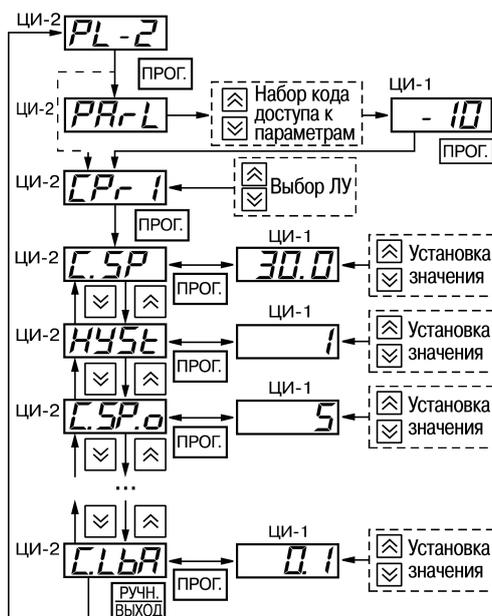 ЦИ-2 PL-2
ПРОГ.
ЦИ-2 PArL
Набор кода
доступа к
параметрам
ЦИ-1
- 10
ПРОГ.
ЦИ-2 CPr 1
Выбор ЛУ
ПРОГ.
ЦИ-2 C.SP
ПРОГ.
ЦИ-1
30.0
Установка
значения
ЦИ-2 HYSt
ПРОГ.
ЦИ-1
1
Установка
значения
ЦИ-2 C.SP.o
ПРОГ.
ЦИ-1
5
Установка
значения
...
ЦИ-2 C.LbA
ПРОГ.
ЦИ-1
0.1
Установка
значения
РУЧН.
ВЫХОД